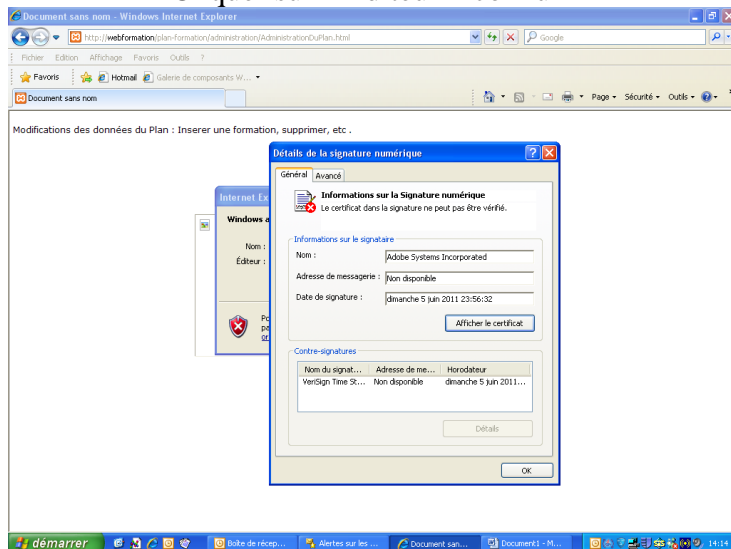 Document sans nom - Windows Internet Explorer
http://webformation/plan-formation/administration/AdministrationDuPlan.html
Google
Fichier Edition Affichage Favoris Outils ?
Favoris Hotmail Galerie de composants W...
Document sans nom
Page Sécurité Outils
Modifications des données du Plan : Inserer une formation, supprimer, etc .
Internet Ex
Windows a
Nom :
Éditeur :
Po
pa
or
Détails de la signature numérique
Général Avancé
Informations sur la Signature numérique
Le certificat dans la signature ne peut pas être vérifié.
Informations sur le signataire
Nom : Adobe Systems Incorporated
Adresse de messagerie : Non disponible
Date de signature : dimanche 5 juin 2011 23:56:32
Afficher le certificat
Contre-signatures
Nom du signat... Adresse de me... Horodateur
VeriSign Time St... Non disponible dimanche 5 juin 2011...
Détails
OK
démarrer Boîte de récep... Alertes sur les ... Document san... Document1 - M... 14:14